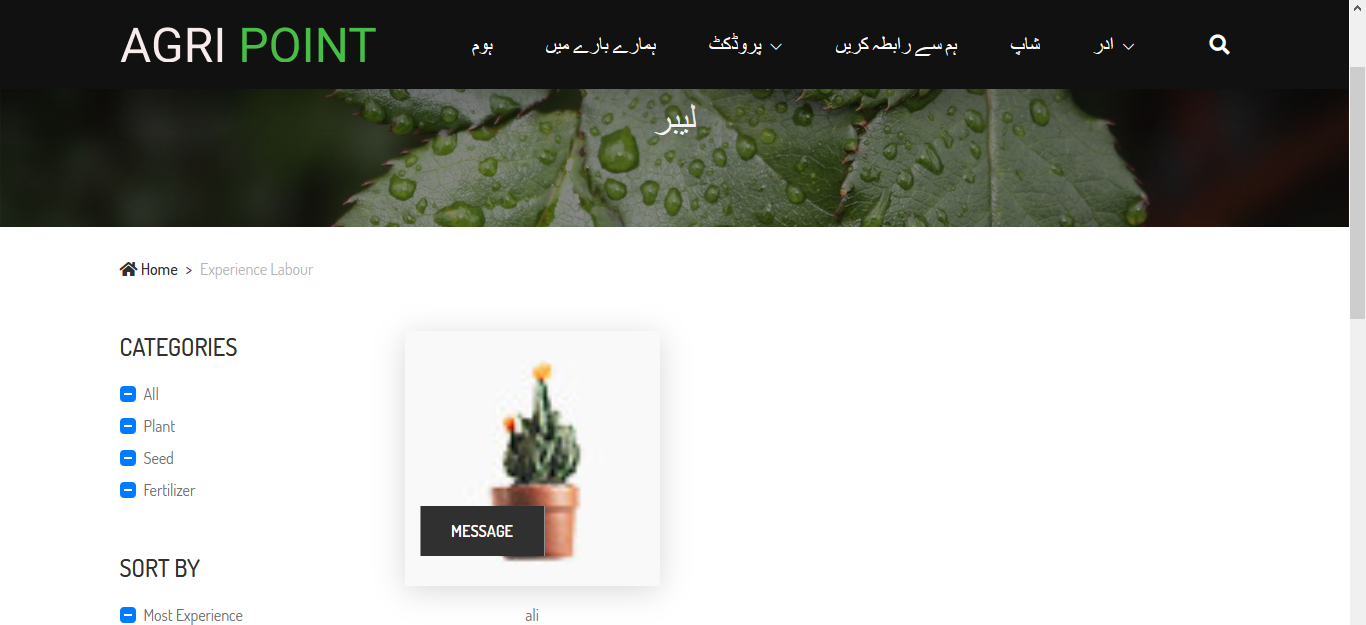 AGRI POINT
ہوم
ہمارے بارے میں
پروڈکٹ
ہم سے رابطہ کریں
شاپ
ادر
لیبر
Home > Experience Labour
CATEGORIES
All
Plant
Seed
Fertilizer
SORT BY
Most Experience
MESSAGE
ali